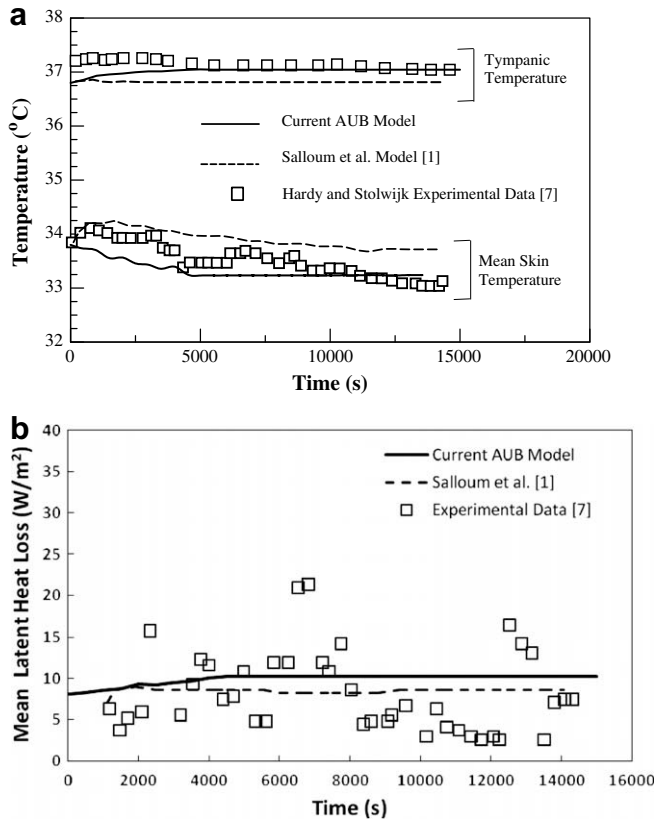 a
38
37
36
35
34
33
32
Temperature (°C)
Tympanic
Temperature
Current AUB Model
Salloum et al. Model [1]
Hardy and Stolwijk Experimental Data [7]
Mean Skin
Temperature
0
5000
10000
15000
20000
Time (s)
b
40
35
30
25
20
15
10
5
0
Mean Latent Heat Loss (W/m²)
Current AUB Model
Salloum et al. [1]
Experimental Data [7]
0
2000
4000
6000
8000
10000
12000
14000
16000
Time (s)